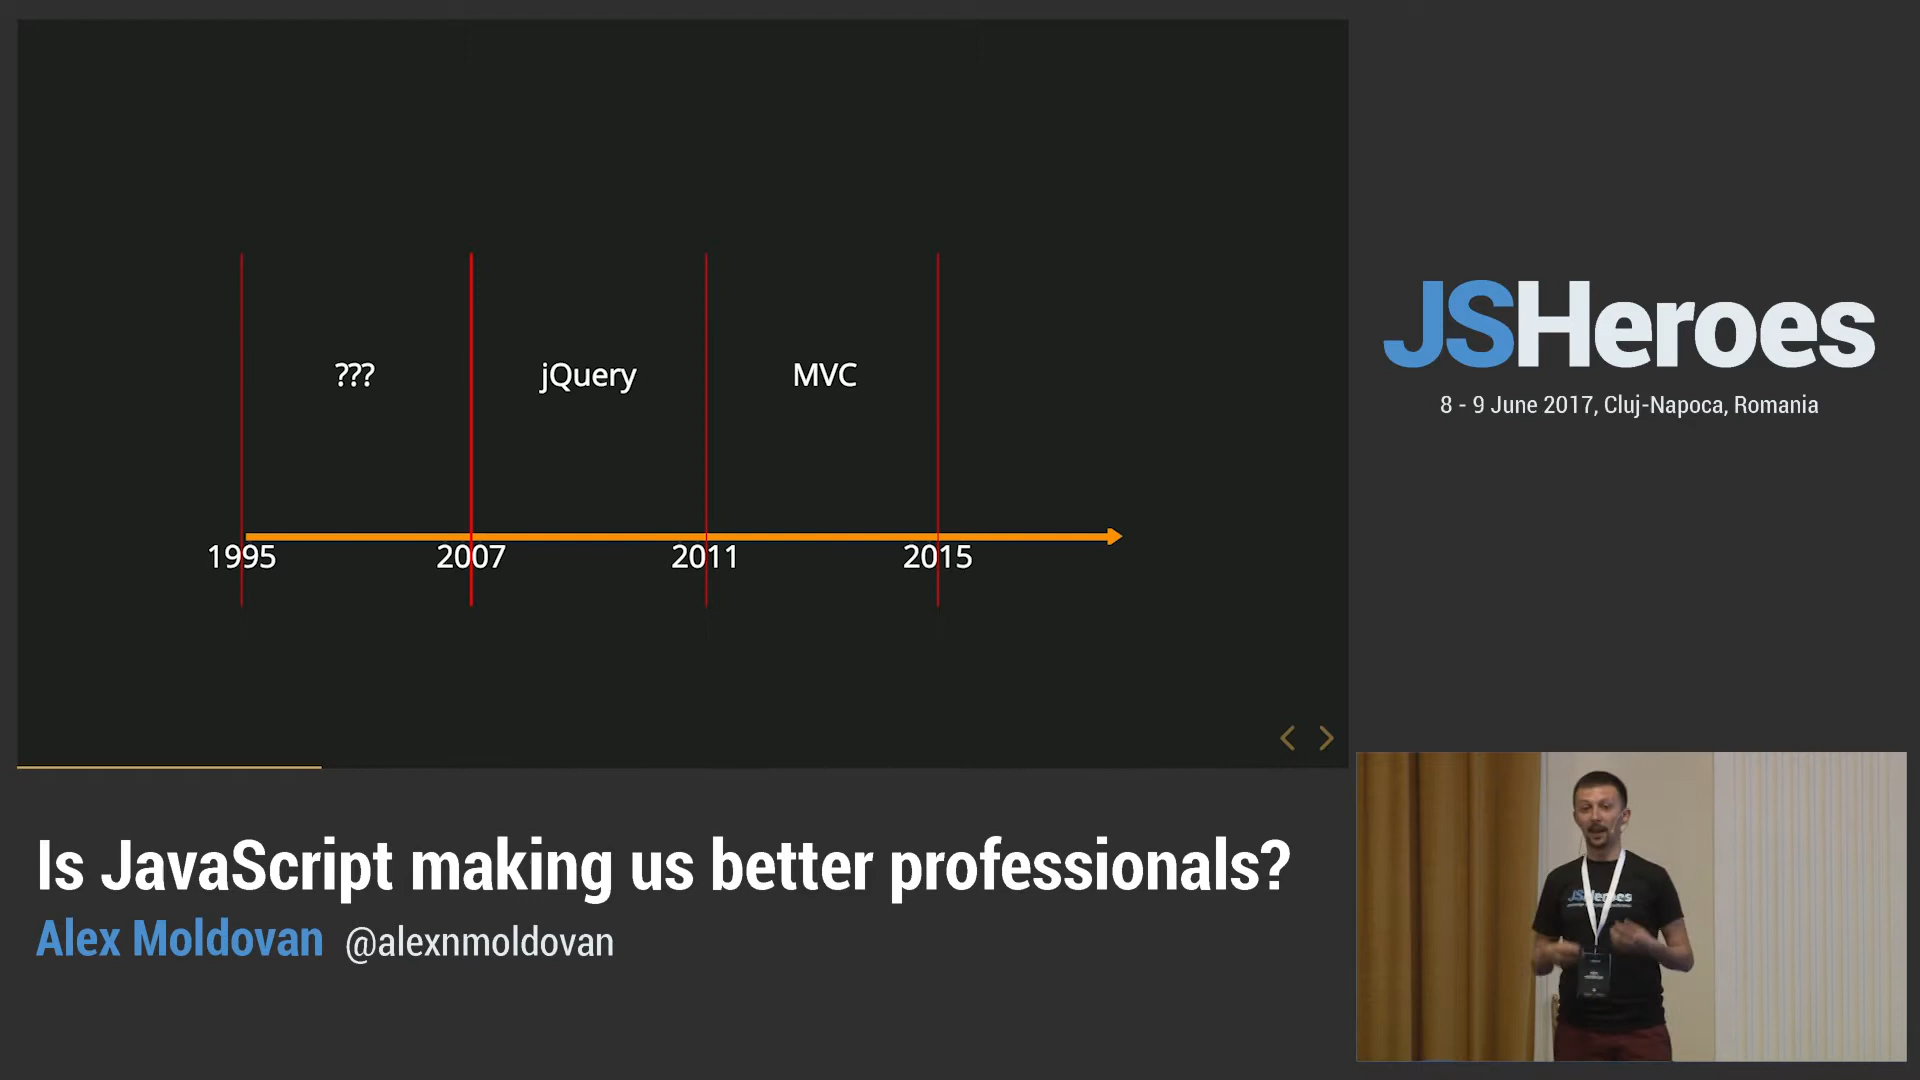 ??? jQuery MVC
1995 2007 2011 2015
JSHeroes
8 - 9 June 2017, Cluj-Napoca, Romania
Is JavaScript making us better professionals?
Alex Moldovan @alexnmoldovan
JSHeroes